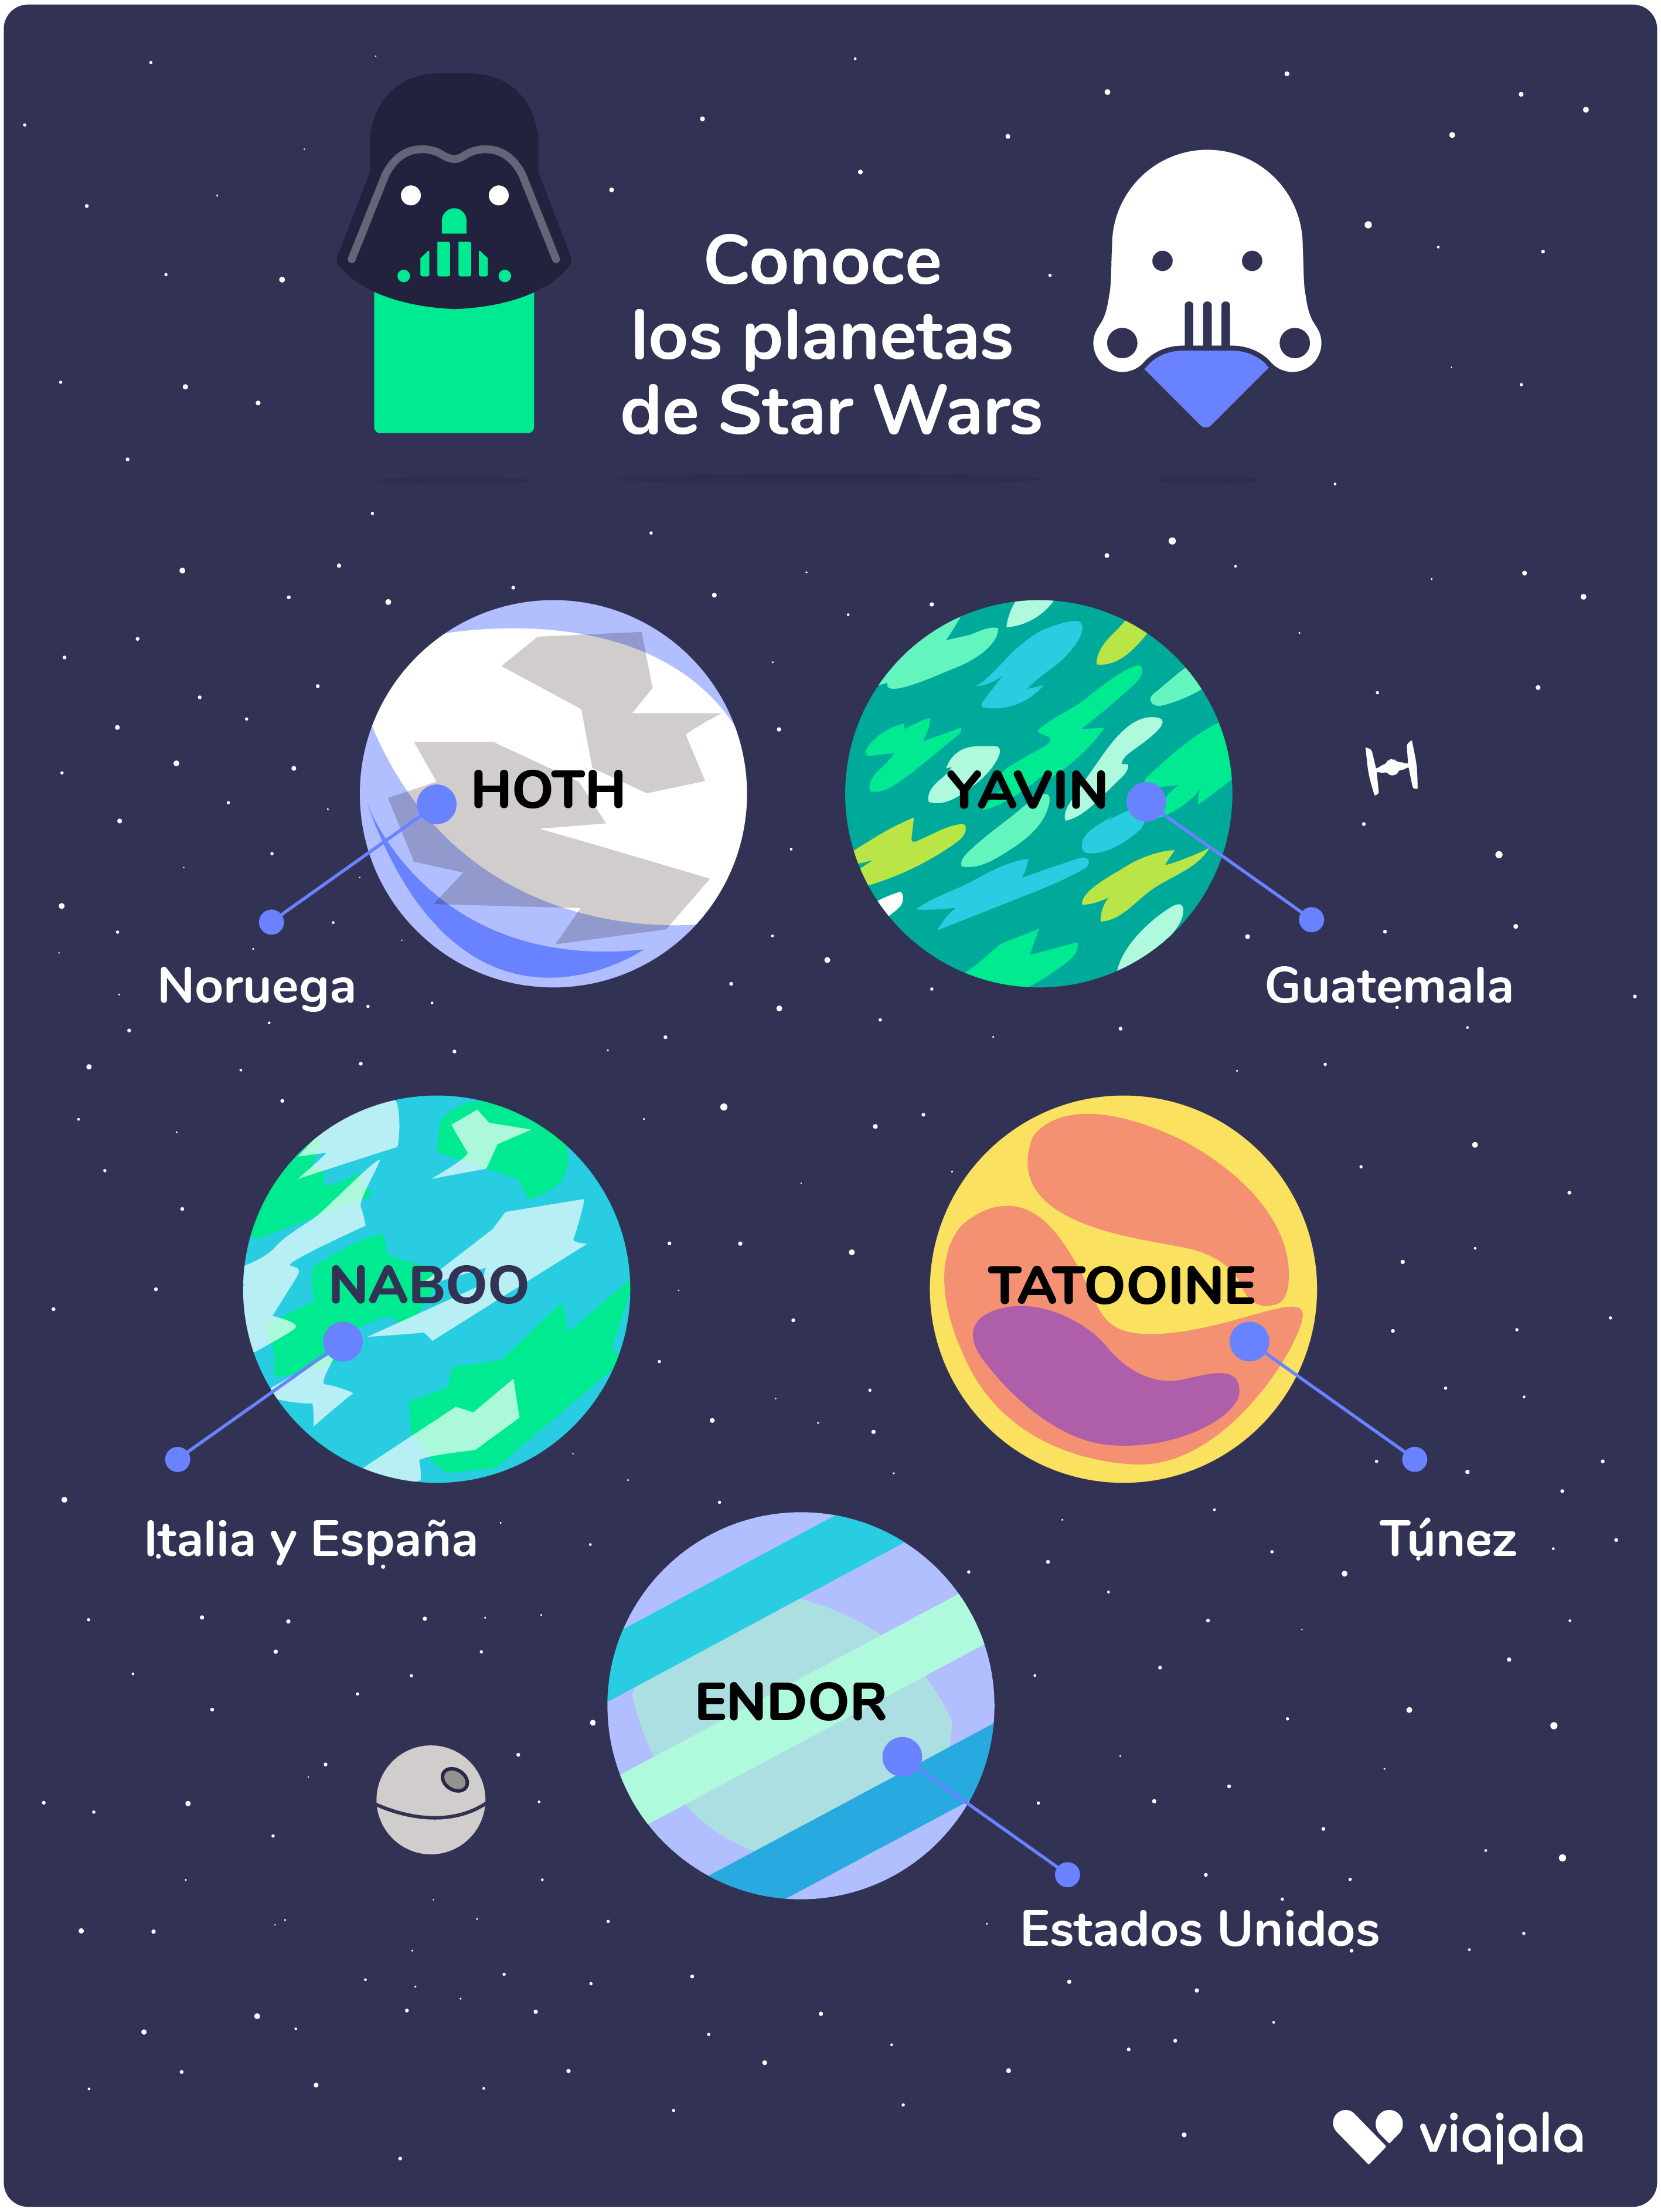 Conoce
los planetas
de Star Wars
HOTH
YAVIN
Noruega
Guatemala
NABOO
TATOOINE
Italia y España
Túnez
ENDOR
Estados Unidos
viajala